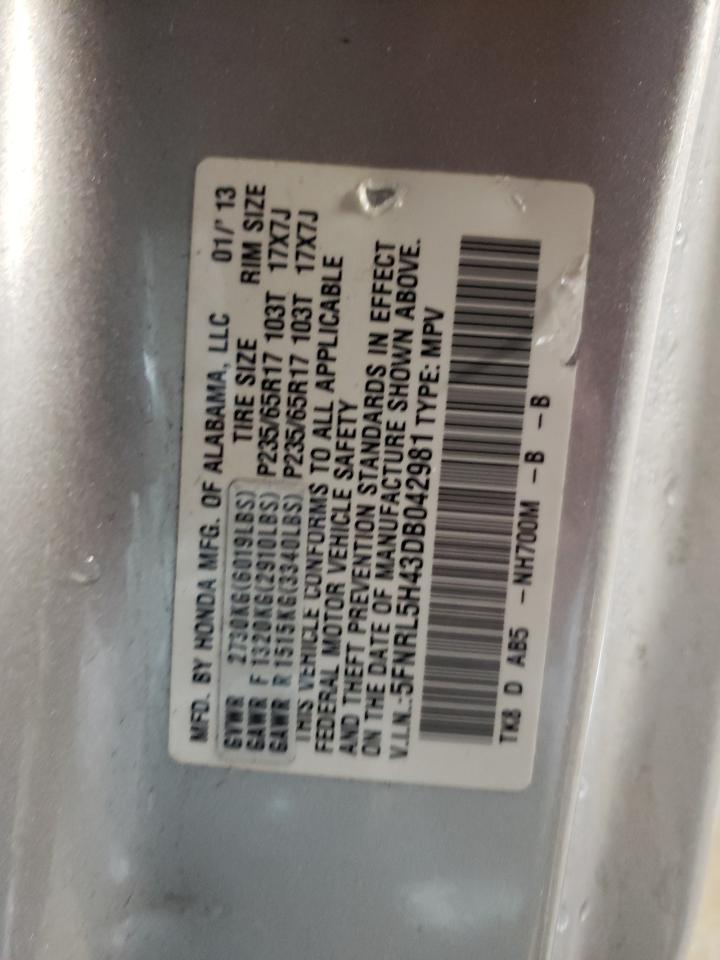 MFD. BY HONDA MFG. OF ALABAMA, LLC 01/'13
GVWR 2730KG(6019LBS) TIRE SIZE RIM SIZE
GAWR F 1320KG(2910LBS) P235/65R17 103T 17X7J
GAWR R 1515KG(3340LBS) P235/65R17 103T 17X7J
THIS VEHICLE CONFORMS TO ALL APPLICABLE
FEDERAL MOTOR VEHICLE SAFETY
AND THEFT PREVENTION STANDARDS IN EFFECT
ON THE DATE OF MANUFACTURE SHOWN ABOVE.
V.I.N.:5FNRL5H43DB042981 TYPE: MPV
TK8 D AB5 -NH700M -B -B